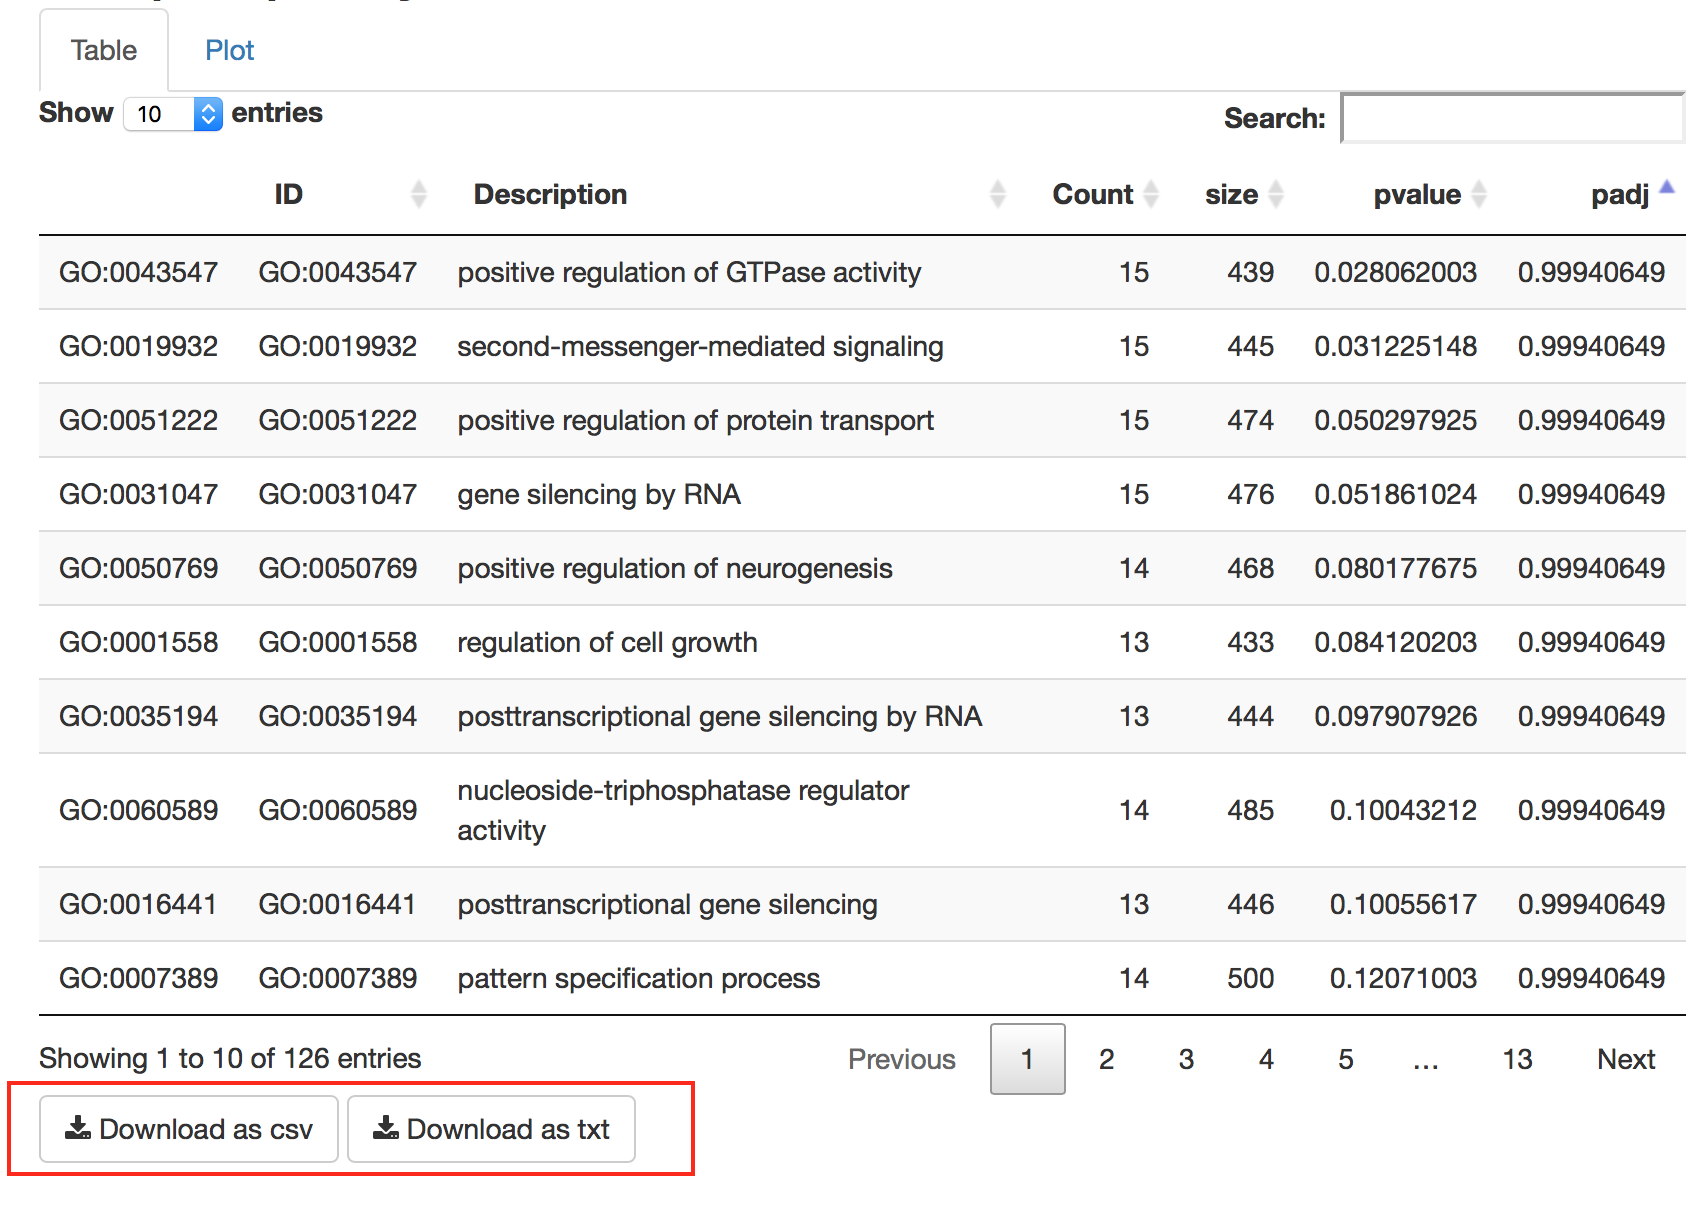 Table Plot
Show 10 entries Search:
ID Description Count size pvalue padj
GO:0043547 GO:0043547 positive regulation of GTPase activity 15 439 0.028062003 0.99940649
GO:0019932 GO:0019932 second-messenger-mediated signaling 15 445 0.031225148 0.99940649
GO:0051222 GO:0051222 positive regulation of protein transport 15 474 0.050297925 0.99940649
GO:0031047 GO:0031047 gene silencing by RNA 15 476 0.051861024 0.99940649
GO:0050769 GO:0050769 positive regulation of neurogenesis 14 468 0.080177675 0.99940649
GO:0001558 GO:0001558 regulation of cell growth 13 433 0.084120203 0.99940649
GO:0035194 GO:0035194 posttranscriptional gene silencing by RNA 13 444 0.097907926 0.99940649
GO:0060589 GO:0060589 nucleoside-triphosphatase regulator
activity 14 485 0.10043212 0.99940649
GO:0016441 GO:0016441 posttranscriptional gene silencing 13 446 0.10055617 0.99940649
GO:0007389 GO:0007389 pattern specification process 14 500 0.12071003 0.99940649
Showing 1 to 10 of 126 entries Previous 1 2 3 4 5 … 13 Next
Download as csv Download as txt